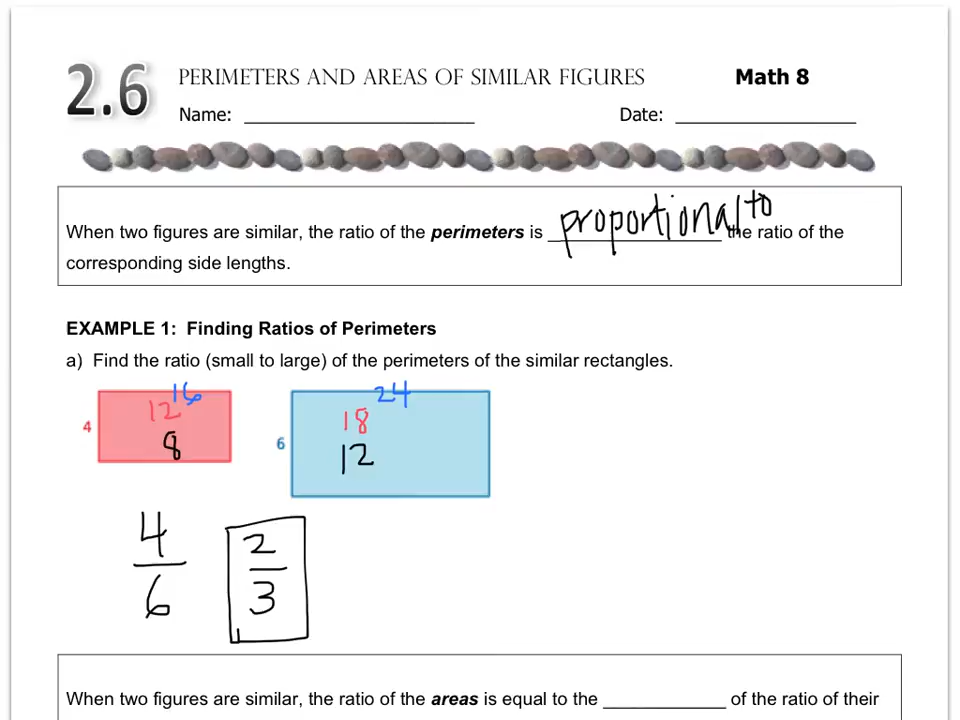 2.6 PERIMETERS AND AREAS OF SIMILAR FIGURES Math 8
Name: ______________________ Date: _________________
When two figures are similar, the ratio of the perimeters is proportional to the ratio of the
corresponding side lengths.
EXAMPLE 1: Finding Ratios of Perimeters
a) Find the ratio (small to large) of the perimeters of the similar rectangles.
16 24
4 12 18
8 6 12
4 2
6 3
When two figures are similar, the ratio of the areas is equal to the ____________ of the ratio of their